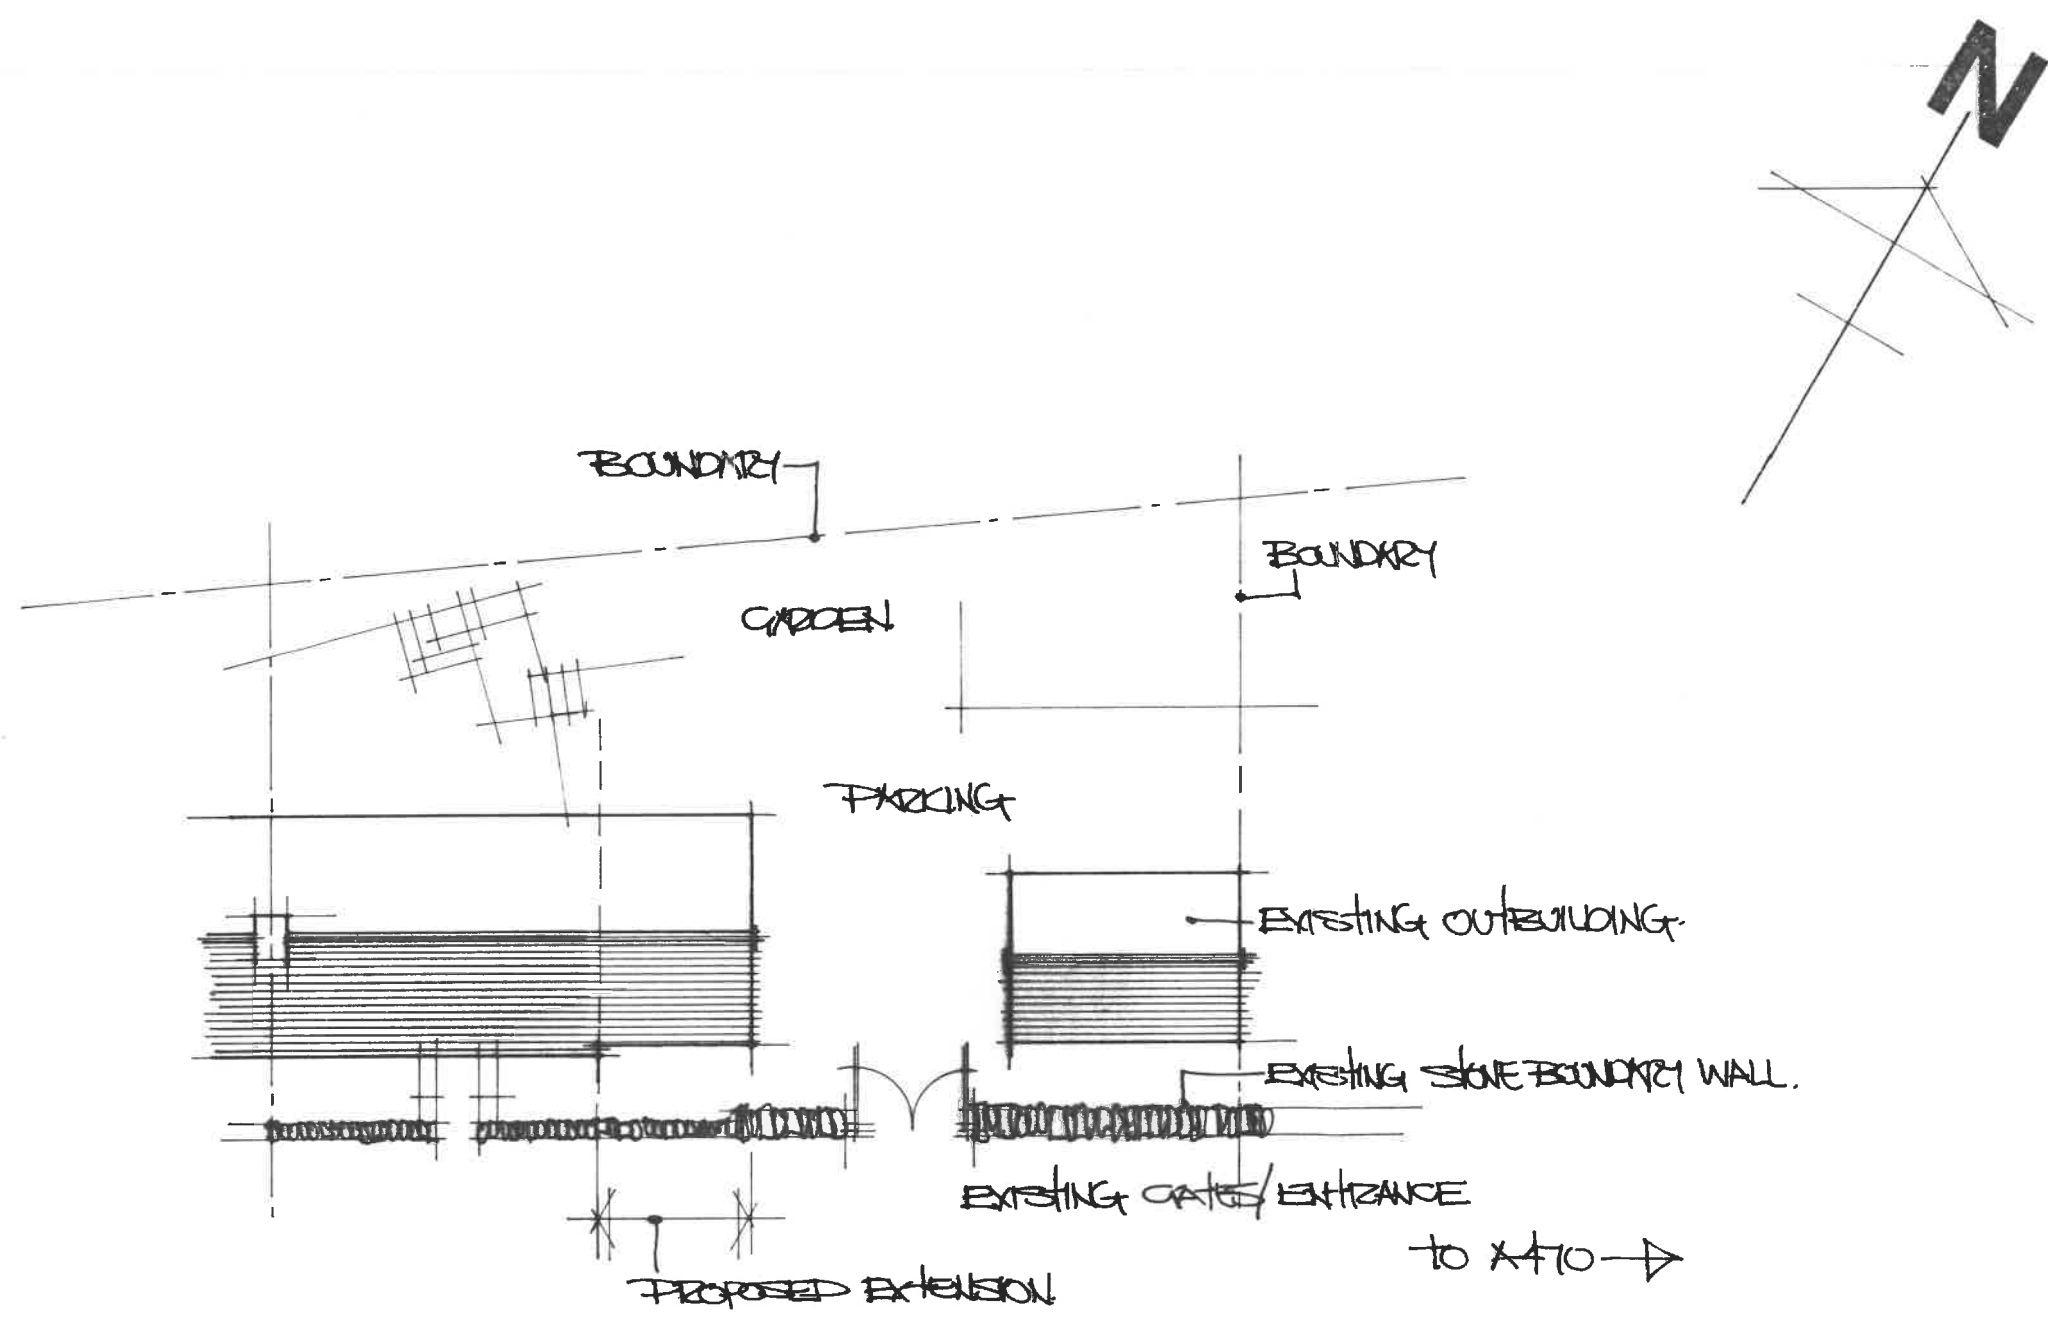 N
BOUNDARY
BOUNDARY
GARDEN
PARKING
EXISTING OUTBUILDING.
EXISTING STONE BOUNDARY WALL.
EXISTING GATES/ENTRANCE
to A470
PROPOSED EXTENSION.